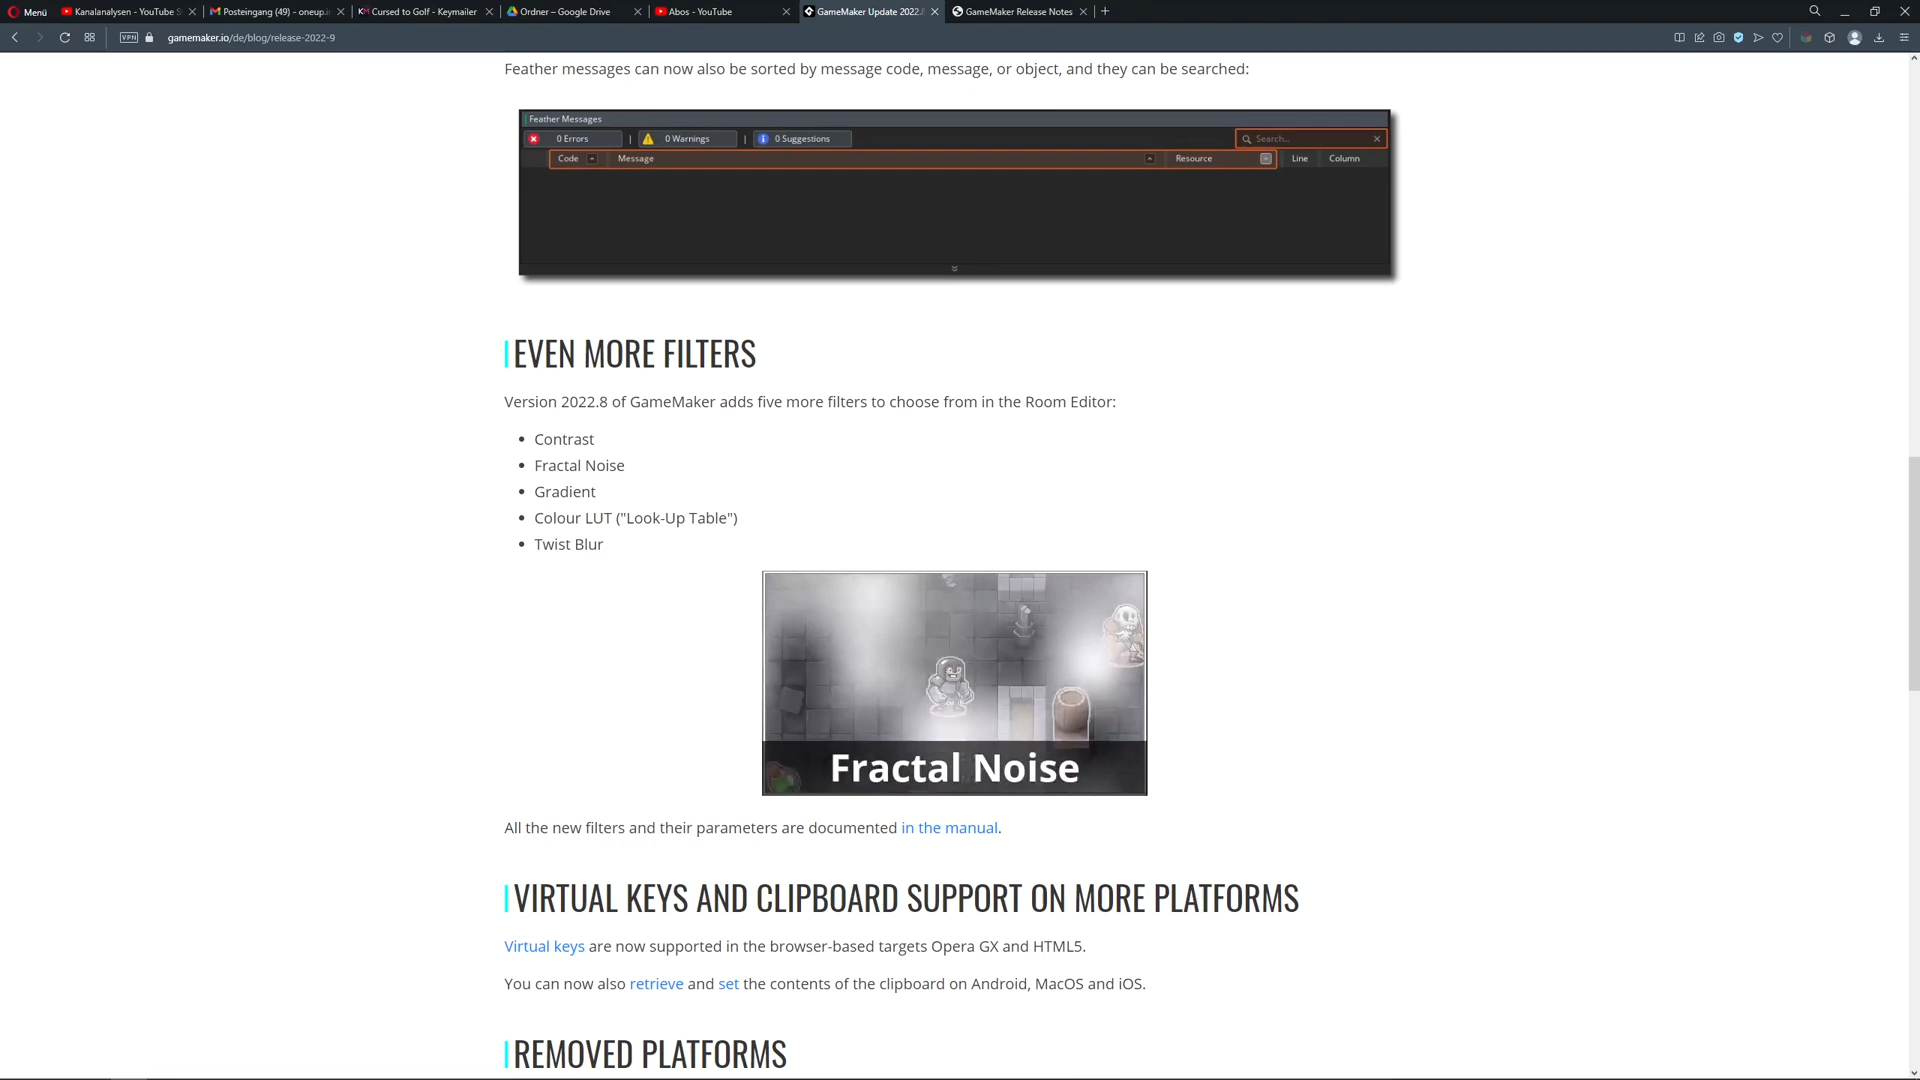 Menü
Kanalanalysen - YouTube S
Posteingang (49) - oneup.in
KM Cursed to Golf - Keymailer
Ordner – Google Drive
Abos - YouTube
GameMaker Update 2022.8
GameMaker Release Notes
VPN
gamemaker.io/de/blog/release-2022-9
Feather messages can now also be sorted by message code, message, or object, and they can be searched:
Feather Messages
0 Errors | 0 Warnings | 0 Suggestions
Search...
Code Message Resource Line Column
EVEN MORE FILTERS
Version 2022.8 of GameMaker adds five more filters to choose from in the Room Editor:
• Contrast
• Fractal Noise
• Gradient
• Colour LUT ("Look-Up Table")
• Twist Blur
Fractal Noise
All the new filters and their parameters are documented in the manual.
VIRTUAL KEYS AND CLIPBOARD SUPPORT ON MORE PLATFORMS
Virtual keys are now supported in the browser-based targets Opera GX and HTML5.
You can now also retrieve and set the contents of the clipboard on Android, MacOS and iOS.
REMOVED PLATFORMS